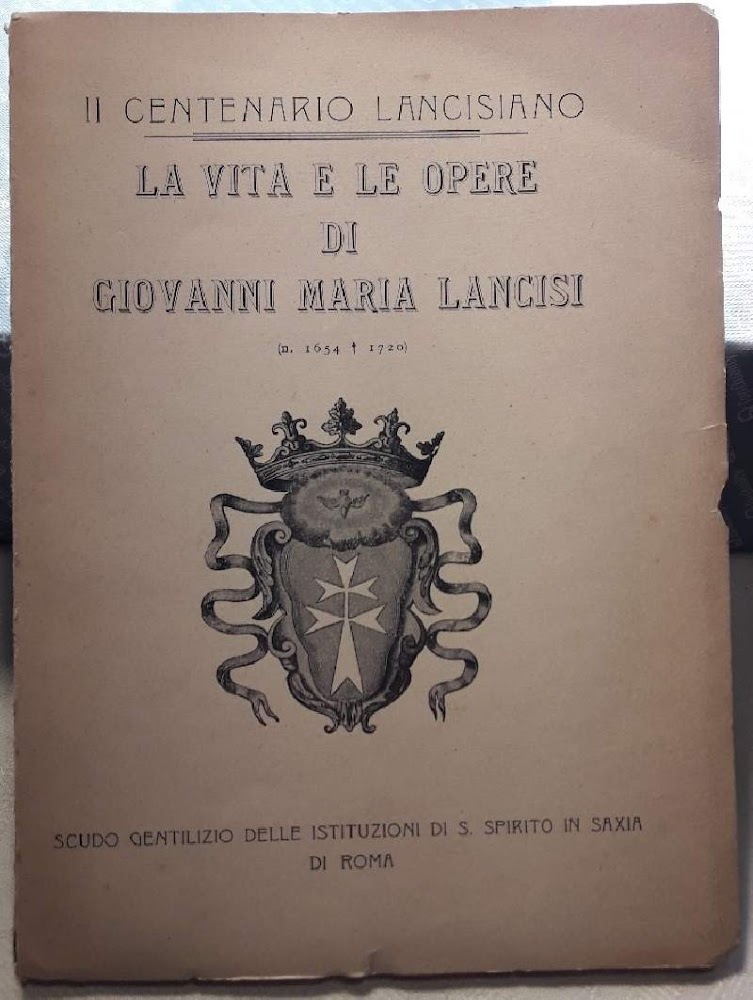 II CENTENARIO LANCISIANO
LA VITA E LE OPERE
DI
GIOVANNI MARIA LANCISI
(n. 1654 † 1720)
SCUDO GENTILIZIO DELLE ISTITUZIONI DI S. SPIRITO IN SAXIA
DI ROMA